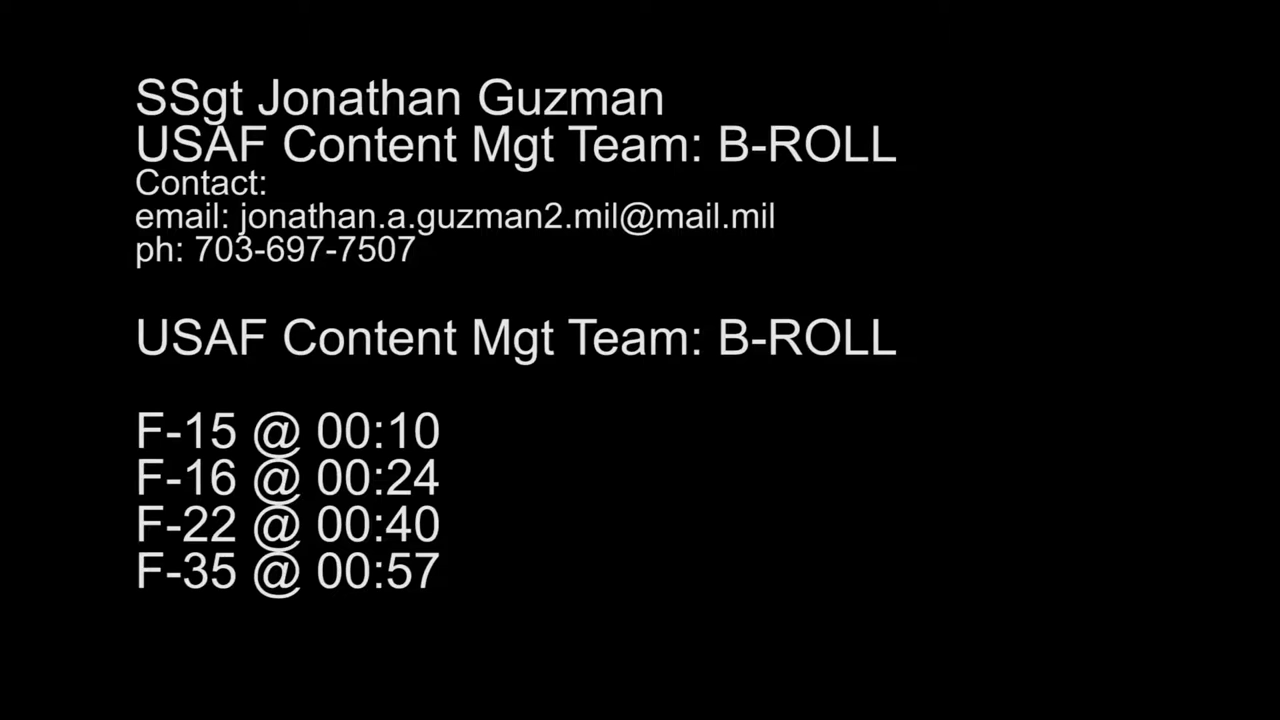 SSgt Jonathan Guzman
USAF Content Mgt Team: B-ROLL
Contact:
email: jonathan.a.guzman2.mil@mail.mil
ph: 703-697-7507
USAF Content Mgt Team: B-ROLL
F-15 @ 00:10
F-16 @ 00:24
F-22 @ 00:40
F-35 @ 00:57